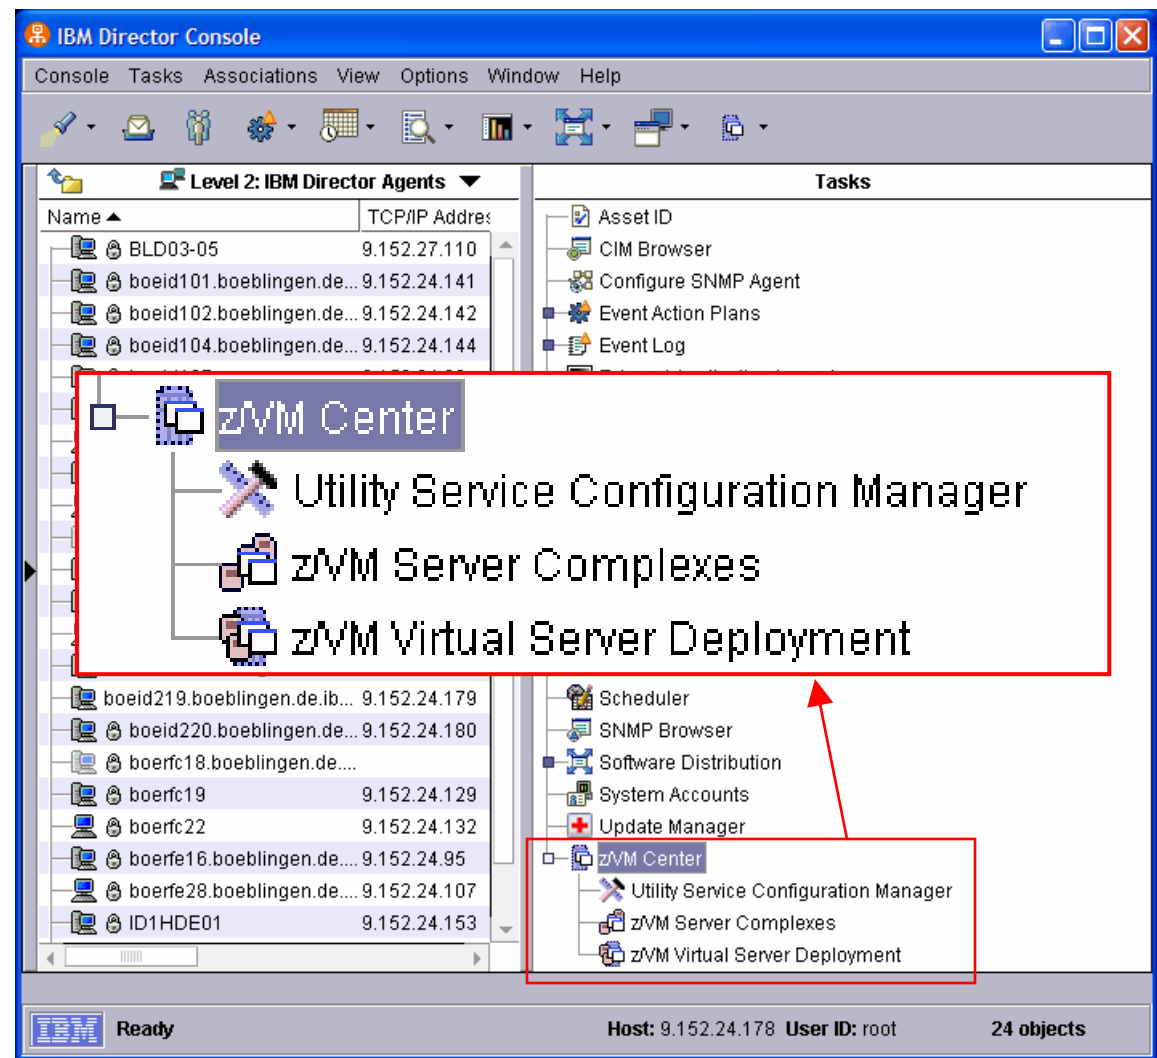 IBM Director Console
Console Tasks Associations View Options Window Help
Level 2: IBM Director Agents
Name TCP/IP Addres
BLD03-05 9.152.27.110
boeid101.boeblingen.de... 9.152.24.141
boeid102.boeblingen.de... 9.152.24.142
boeid104.boeblingen.de... 9.152.24.144
boeid219.boeblingen.de.ib... 9.152.24.179
boeid220.boeblingen.de... 9.152.24.180
boerfc18.boeblingen.de....
boerfc19 9.152.24.129
boerfc22 9.152.24.132
boerfe16.boeblingen.de.... 9.152.24.95
boerfe28.boeblingen.de.... 9.152.24.107
ID1HDE01 9.152.24.153
Tasks
Asset ID
CIM Browser
Configure SNMP Agent
Event Action Plans
Event Log
z/VM Center
Utility Service Configuration Manager
z/VM Server Complexes
z/VM Virtual Server Deployment
Scheduler
SNMP Browser
Software Distribution
System Accounts
Update Manager
z/VM Center
Utility Service Configuration Manager
z/VM Server Complexes
z/VM Virtual Server Deployment
IBM Ready Host: 9.152.24.178 User ID: root 24 objects